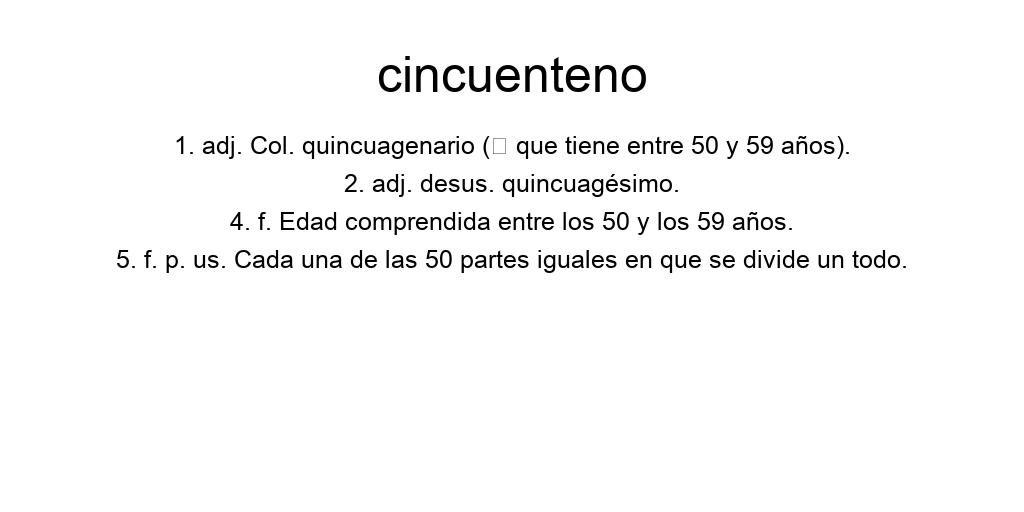 cincuenteno
1. adj. Col. quincuagenario (□ que tiene entre 50 y 59 años).
2. adj. desus. quincuagésimo.
4. f. Edad comprendida entre los 50 y los 59 años.
5. f. p. us. Cada una de las 50 partes iguales en que se divide un todo.